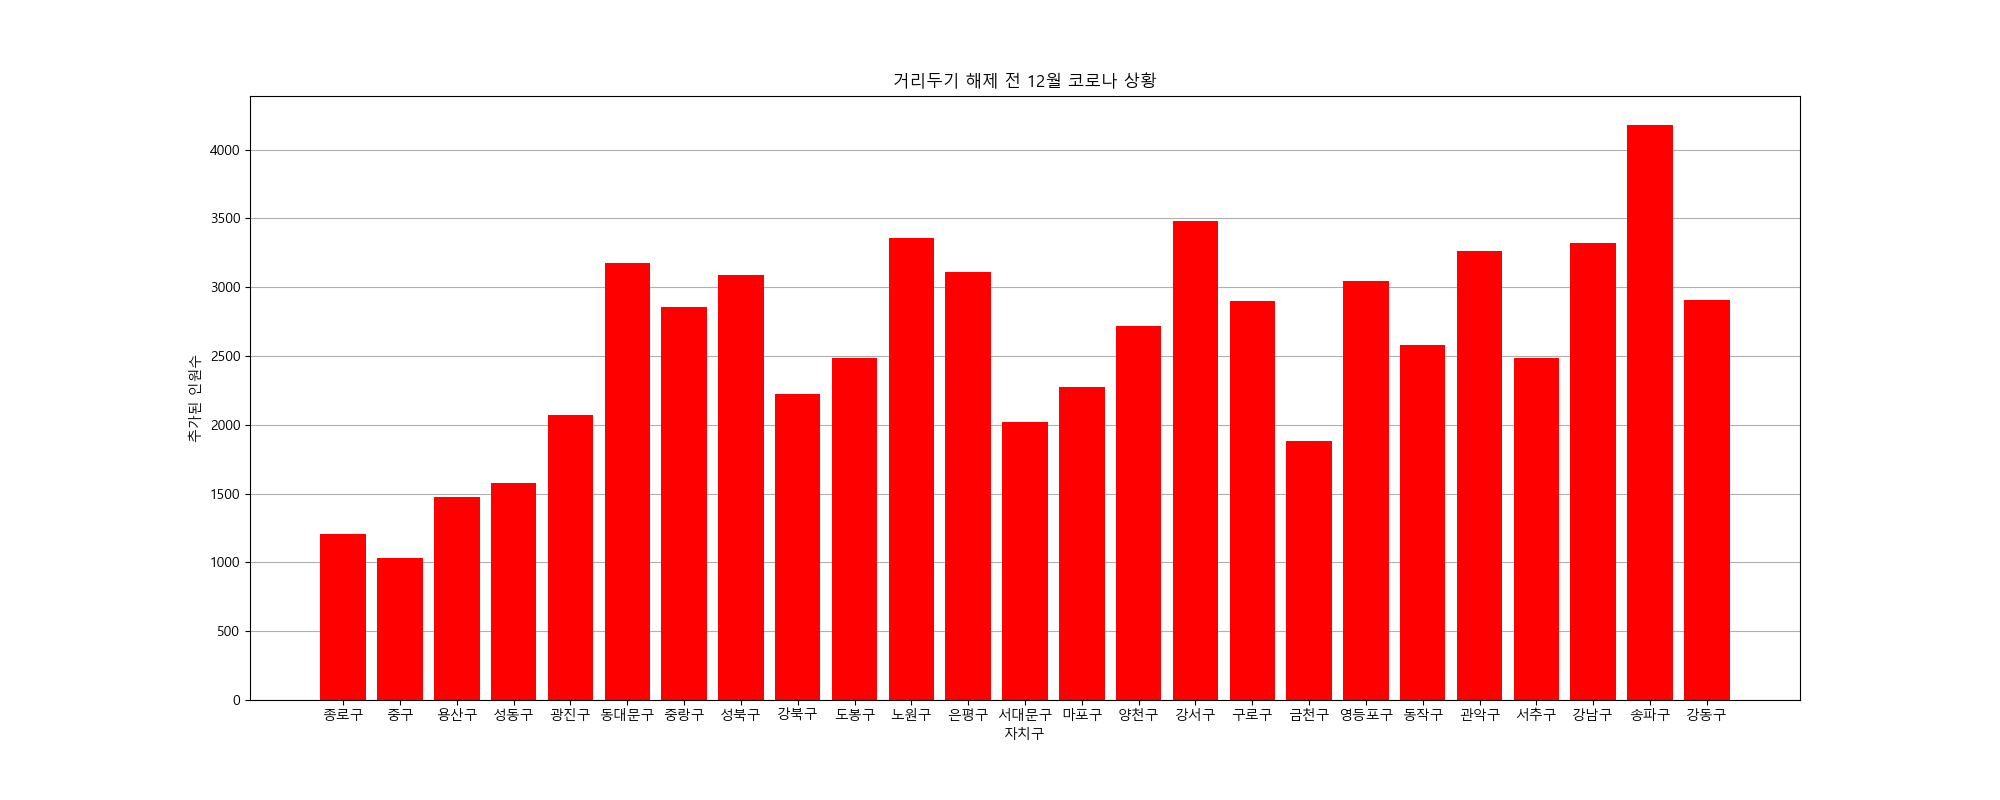 거리두기 해제 전 12월 코로나 상황
추가된 인원수
4000
3500
3000
2500
2000
1500
1000
500
0
종로구 중구 용산구 성동구 광진구 동대문구 중랑구 성북구 강북구 도봉구 노원구 은평구 서대문구 마포구 양천구 강서구 구로구 금천구 영등포구 동작구 관악구 서추구 강남구 송파구 강동구
자치구